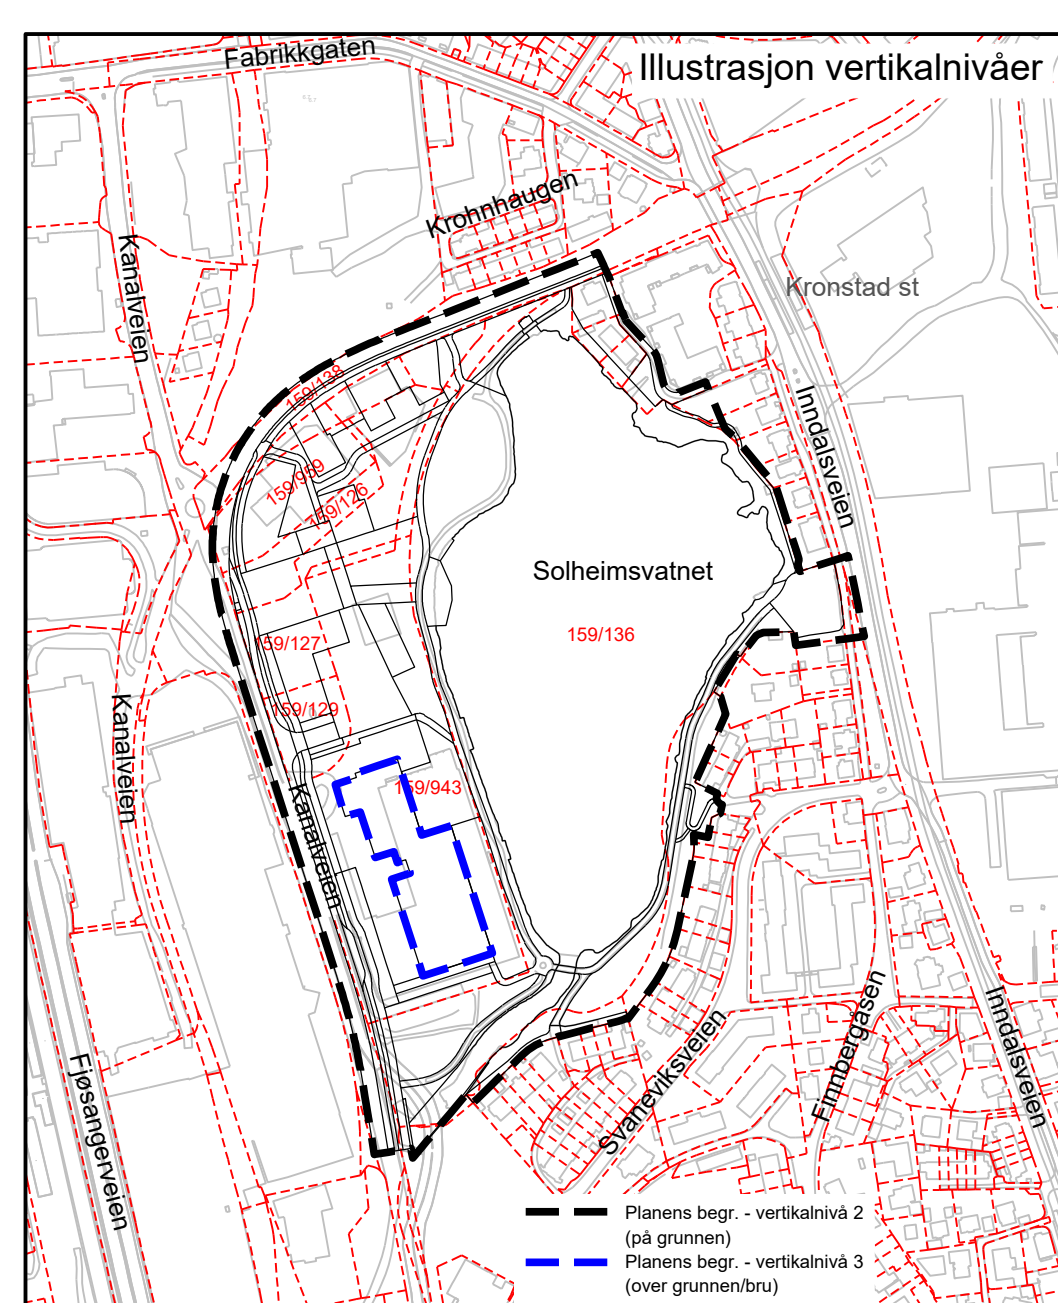 Illustrasjon vertikalnivåer
Fabrikkgaten
Krohnhaugen
Kanalveien
Kronstad st
159/138
Inndalsveien
159/959
159/126
Solheimsvatnet
159/136
159/127
159/129
Kanalveien
159/943
Kanalveien
Fjøsangerveien
Svaneviksveien
Finnbergåsen
Inndalsveien
Planens begr. - vertikalnivå 2
(på grunnen)
Planens begr. - vertikalnivå 3
(over grunnen/bru)